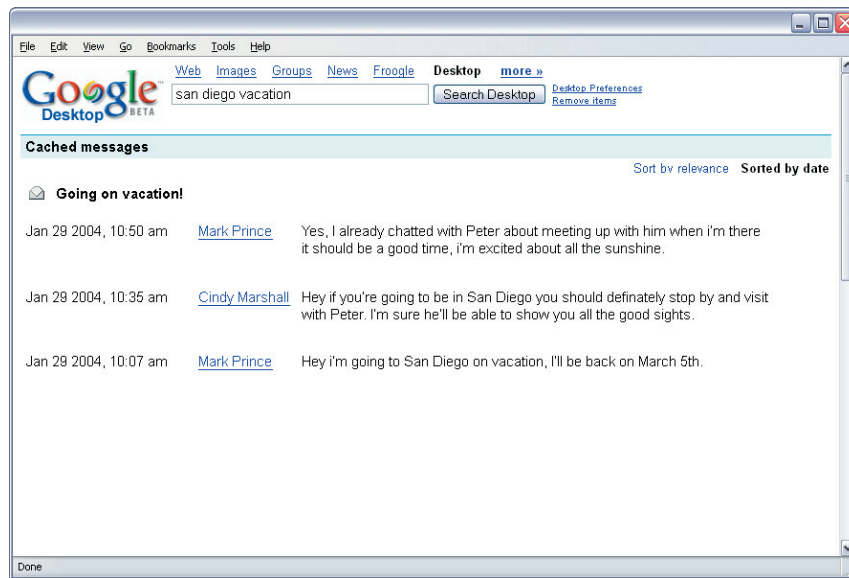 File Edit View Go Bookmarks Tools Help
Web Images Groups News Froogle Desktop more »
Google™
Desktop BETA
san diego vacation
Search Desktop
Desktop Preferences
Remove items
Cached messages
Sort by relevance Sorted by date
Going on vacation!
Jan 29 2004, 10:50 am Mark Prince Yes, I already chatted with Peter about meeting up with him when i'm there
it should be a good time, i'm excited about all the sunshine.
Jan 29 2004, 10:35 am Cindy Marshall Hey if you're going to be in San Diego you should definately stop by and visit
with Peter. I'm sure he'll be able to show you all the good sights.
Jan 29 2004, 10:07 am Mark Prince Hey i'm going to San Diego on vacation, I'll be back on March 5th.
Done